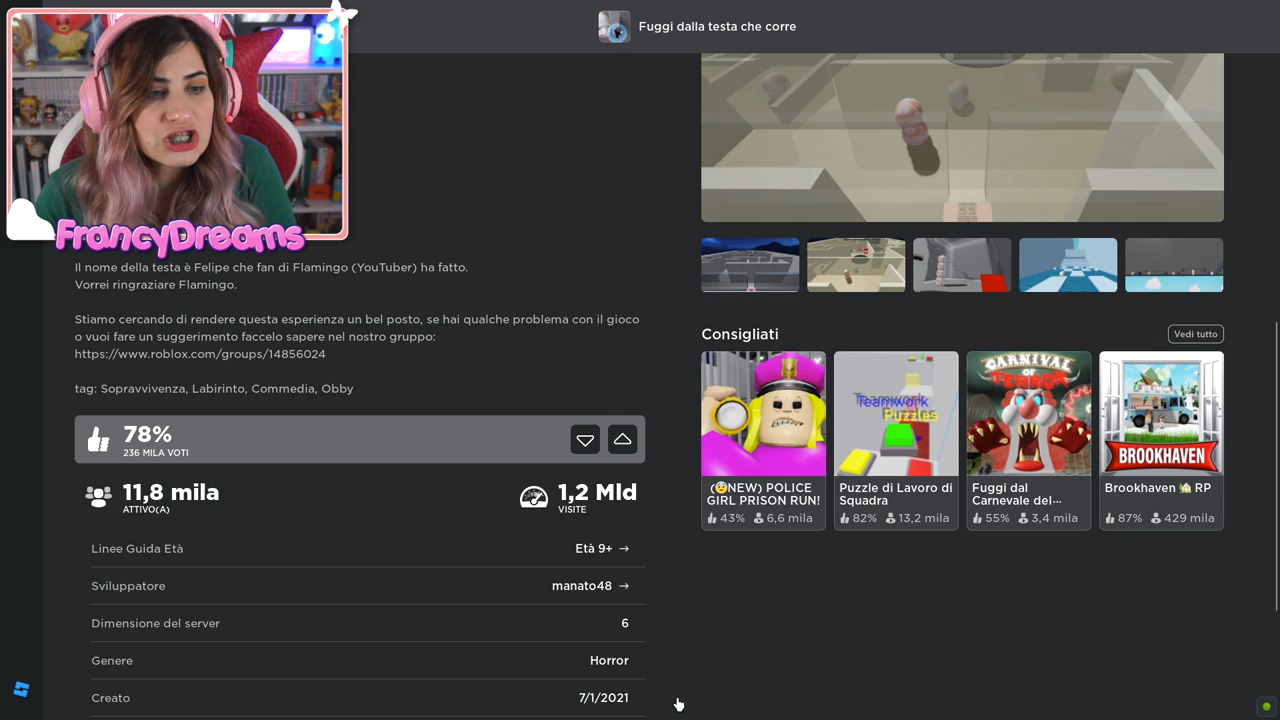 Fuggi dalla testa che corre
FrancyDreams
Il nome della testa è Felipe che fan di Flamingo (YouTuber) ha fatto.
Vorrei ringraziare Flamingo.
Stiamo cercando di rendere questa esperienza un bel posto, se hai qualche problema con il gioco
o vuoi fare un suggerimento faccelo sapere nel nostro gruppo:
https://www.roblox.com/groups/14856024
tag: Sopravvivenza, Labirinto, Commedia, Obby
78%
236 MILA VOTI
11,8 mila
ATTIVO(A)
1,2 Mld
VISITE
Linee Guida Età
Età 9+ →
Sviluppatore
manato48 →
Dimensione del server
6
Genere
Horror
Creato
7/1/2021
Consigliati
Vedi tutto
(😨NEW) POLICE
GIRL PRISON RUN!
43% 6,6 mila
Teamwork
Puzzles
Puzzle di Lavoro di
Squadra
82% 13,2 mila
CARNIVAL
OF
TERROR
Fuggi dal
Carnevale del...
55% 3,4 mila
BROOKHAVEN
Brookhaven 🏡 RP
87% 429 mila